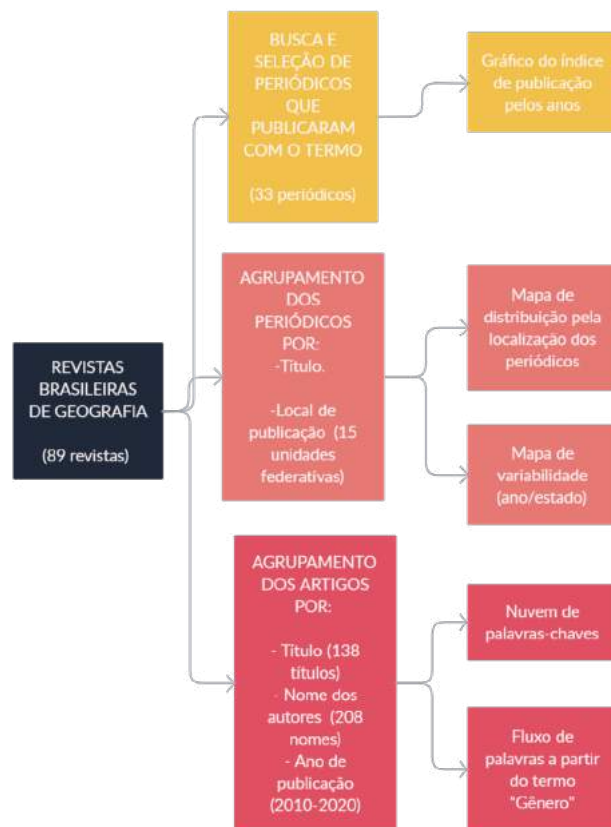 REVISTAS
BRASILEIRAS
DE GEOGRAFIA
(89 revistas)
BUSCA E
SELEÇÃO DE
PERIÓDICOS
QUE
PUBLICARAM
COM O TERMO
(33 periódicos)
Gráfico do índice
de publicação
pelos anos
AGRUPAMENTO
DOS
PERIÓDICOS
POR:
-Título.
-Local de
publicação (15
unidades
federativas)
Mapa de
distribuição pela
localização dos
periódicos
Mapa de
variabilidade
(ano/estado)
AGRUPAMENTO
DOS ARTIGOS
POR:
- Título (138
títulos)
- Nome dos
autores (208
nomes)
- Ano de
publicação
(2010-2020)
Nuvem de
palavras-chaves
Fluxo de
palavras a partir
do termo
"Gênero"